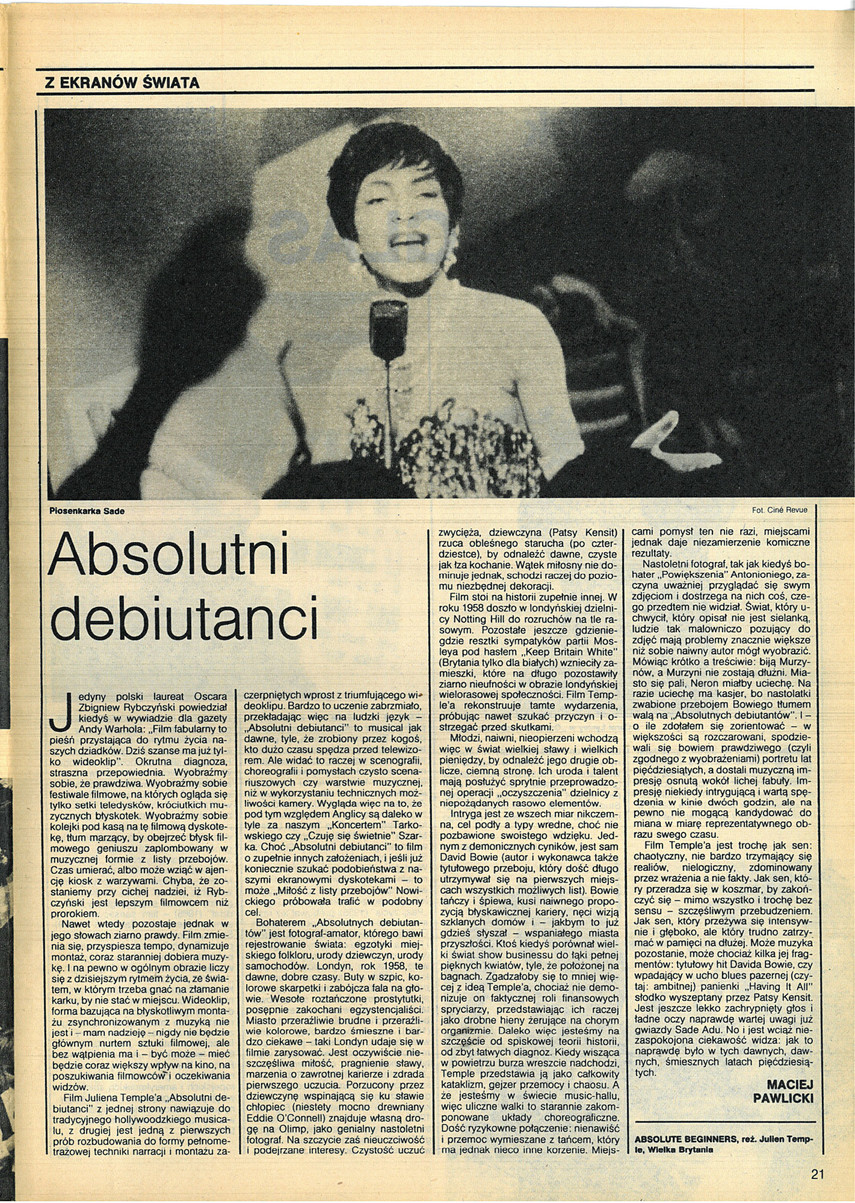 Z EKRANÓW ŚWIATA
Piosenkarka Sade
Fot. Ciné Revue
Absolutni
debiutanci
Jedyny polski laureat Oscara
Zbigniew Rybczyński powiedział
kiedyś w wywiadzie dla gazety
Andy Warhola: „Film fabularny to
pieśń przystająca do rytmu życia na-
szych dziadków. Dziś szanse ma już tyl-
ko wideoklip". Okrutna diagnoza,
straszna przepowiednia. Wyobraźmy
sobie, że prawdziwa. Wyobraźmy sobie
festiwale filmowe, na których ogląda się
tylko setki teledysków, króciutkich mu-
zycznych błyskotek. Wyobraźmy sobie
kolejki pod kasą na tę filmową dyskote-
kę, tłum marzący, by obejrzeć błysk fil-
mowego geniuszu zaplombowany w
muzycznej formie z listy przebojów.
Czas umierać, albo może wziąć w ajen-
cję kiosk z warzywami. Chyba, że zo-
staniemy przy cichej nadziei, iż Ryb-
czyński jest lepszym filmowcem niż
prorokiem.
Nawet wtedy pozostaje jednak w
jego słowach ziarno prawdy. Film zmie-
nia się, przyspiesza tempo, dynamizuje
montaż, coraz staranniej dobiera muzy-
kę. I na pewno w ogólnym obrazie liczy
się z dzisiejszym rytmem życia, ze świa-
tem, w którym trzeba gnać na złamanie
karku, by nie stać w miejscu. Wideoklip,
forma bazująca na błyskotliwym monta-
żu zsynchronizowanym z muzyką nie
jest i – mam nadzieję – nigdy nie będzie
głównym nurtem sztuki filmowej, ale
bez wątpienia ma i – być może – mieć
będzie coraz większy wpływ na kino, na
poszukiwania filmowców i oczekiwania
widzów.
Film Juliena Temple'a „Absolutni de-
biutanci" z jednej strony nawiązuje do
tradycyjnego hollywoodzkiego musica-
lu, z drugiej jest jedną z pierwszych
prób rozbudowania do formy pełnome-
trażowej techniki narracji i montażu za-
czerpniętych wprost z triumfującego wi-
deoklipu. Bardzo to uczenie zabrzmiało,
przekładając więc na ludzki język –
„Absolutni debiutanci" to musical jak
dawne, tyle, że zrobiony przez kogoś,
kto dużo czasu spędza przed telewizo-
rem. Ale widać to raczej w scenografii,
choreografii i pomysłach czysto scena-
riuszowych czy warstwie muzycznej,
niż w wykorzystaniu technicznych moż-
liwości kamery. Wygląda więc na to, że
pod tym względem Anglicy są daleko w
tyle za naszym „Koncertem" Tarko-
wskiego czy „Czuję się świetnie" Szar-
ka. Choć „Absolutni debiutanci" to film
o zupełnie innych założeniach, i jeśli już
koniecznie szukać podobieństwa z na-
szymi ekranowymi dyskotekami – to
może „Miłość z listy przebojów" Nowi-
ckiego próbowała trafić w podobny
cel.
Bohaterem „Absolutnych debiutan-
tów" jest fotograf-amator, którego bawi
rejestrowanie świata: egzotyki miej-
skiego folkloru, urody dziewczyn, urody
samochodów. Londyn, rok 1958, te
dawne, dobre czasy. Buty w szpic, ko-
lorowe skarpetki i zabójcza fala na gło-
wie. Wesołe roztańczone prostytutki,
posępnie zakochani egzystencjaliści.
Miasto przeraźliwie brudne i przeraźli-
wie kolorowe, bardzo śmieszne i bar-
dzo ciekawe – taki Londyn udaje się w
filmie zarysować. Jest oczywiście nie-
szczęśliwa miłość, pragnienie sławy,
marzenia o zawrotnej karierze i zdrada
pierwszego uczucia. Porzucony przez
dziewczynę wspinającą się ku sławie
chłopiec (niestety mocno drewniany
Eddie O'Connell) znajduje własną dro-
gę na Olimp, jako genialny nastoletni
fotograf. Na szczycie zaś nieuczciwość
i podejrzane interesy. Czystość uczuć
zwycięża, dziewczyna (Patsy Kensit)
rzuca obleśnego starucha (po czter-
dziestce), by odnaleźć dawne, czyste
jak łza kochanie. Wątek miłosny nie do-
minuje jednak, schodzi raczej do pozio-
mu niezbędnej dekoracji.
Film stoi na historii zupełnie innej. W
roku 1958 doszło w londyńskiej dzielni-
cy Notting Hill do rozruchów na tle ra-
sowym. Pozostałe jeszcze gdzienie-
gdzie resztki sympatyków partii Mos-
leya pod hasłem „Keep Britain White"
(Brytania tylko dla białych) wznieciły za-
mieszki, które na długo pozostawiły
ziarno nieufności w obrazie londyńskiej
wielorasowej społeczności. Film Temp-
le'a rekonstruuje tamte wydarzenia,
próbując nawet szukać przyczyn i o-
strzegać przed skutkami.
Młodzi, naiwni, nieopierzeni wchodzą
więc w świat wielkiej sławy i wielkich
pieniędzy, by odnaleźć jego drugie ob-
licze, ciemną stronę. Ich uroda i talent
mają posłużyć sprytnie przeprowadzo-
nej operacji „oczyszczenia" dzielnicy z
niepożądanych rasowo elementów.
Intryga jest ze wszech miar nikczem-
na, cel podły a typy wredne, choć nie
pozbawione swoistego wdzięku. Jed-
nym z demonicznych cyników, jest sam
David Bowie (autor i wykonawca także
tytułowego przeboju, który dość długo
utrzymywał się na pierwszych miejs-
cach wszystkich możliwych list). Bowie
tańczy i śpiewa, kusi naiwnego propo-
zycją błyskawicznej kariery, nęci wizją
szklanych domów – jakbym to już
gdzieś słyszał – wspaniałego miasta
przyszłości. Ktoś kiedyś porównał wiel-
ki świat show businessu do łąki pełnej
pięknych kwiatów, tyle, że położonej na
bagnach. Zgadzałoby się to mniej wię-
cej z ideą Temple'a, chociaż nie demo-
nizuje on faktycznej roli finansowych
spryciarzy, przedstawiając ich raczej
jako drobne hieny żerujące na chorym
organizmie. Daleko więc jesteśmy na
szczęście od spiskowej teorii historii,
od zbyt łatwych diagnoz. Kiedy wisząca
w powietrzu burza wreszcie nadchodzi,
Temple przedstawia ją jako całkowity
kataklizm, gejzer przemocy i chaosu. A
że jesteśmy w świecie music-hallu,
więc uliczne walki to starannie zakom-
ponowane układy choreograficzne.
Dość ryzykowne połączenie: nienawiść
i przemoc wymieszane z tańcem, który
ma jednak nieco inne korzenie. Miejs-
cami pomysł ten nie razi, miejscami
jednak daje niezamierzenie komiczne
rezultaty.
Nastoletni fotograf, tak jak kiedyś bo-
hater „Powiększenia" Antonioniego, za-
czyna uważniej przyglądać się swym
zdjęciom i dostrzega na nich coś, cze-
go przedtem nie widział. Świat, który u-
chwycił, który opisał nie jest sielanką,
ludzie tak malowniczo pozujący do
zdjęć mają problemy znacznie większe
niż sobie naiwny autor mógł wyobrazić.
Mówiąc krótko a treściwie: biją Murzy-
nów, a Murzyni nie zostają dłużni. Mia-
sto się pali, Neron miałby uciechę. Na
razie uciechę ma kasjer, bo nastolatki
zwabione przebojem Bowiego tłumem
walą na „Absolutnych debiutantów". I –
o ile zdołałem się zorientować – w
większości są rozczarowani, spodzie-
wali się bowiem prawdziwego (czyli
zgodnego z wyobrażeniami) portretu lat
pięćdziesiątych, a dostali muzyczną im-
presję osnutą wokół lichej fabuły. Im-
presję niekiedy intrygującą i wartą spę-
dzenia w kinie dwóch godzin, ale na
pewno nie mogącą kandydować do
miana w miarę reprezentatywnego ob-
razu swego czasu.
Film Temple'a jest trochę jak sen:
chaotyczny, nie bardzo trzymający się
realiów, nielogiczny, zdominowany
przez wrażenia a nie fakty. Jak sen, któ-
ry przeradza się w koszmar, by zakoń-
czyć się – mimo wszystko i trochę bez
sensu – szczęśliwym przebudzeniem.
Jak sen, który przeżywa się intensyw-
nie i głęboko, ale który trudno zatrzy-
mać w pamięci na dłużej. Może muzyka
pozostanie, może chociaż kilka jej frag-
mentów: tytułowy hit Davida Bowie, czy
wpadający w ucho blues pazernej (czy-
taj: ambitnej) panienki „Having It All"
słodko wyszeptany przez Patsy Kensit.
Jest jeszcze lekko zachrypnięty głos i
ładne oczy naprawdę wartej uwagi już
gwiazdy Sade Adu. No i jest wciąż nie-
zaspokojona ciekawość widza: jak to
naprawdę było w tych dawnych, daw-
nych, śmiesznych latach pięćdziesią-
tych.
MACIEJ
PAWLICKI
ABSOLUTE BEGINNERS, reż. Julien Temp-
le, Wielka Brytania
21